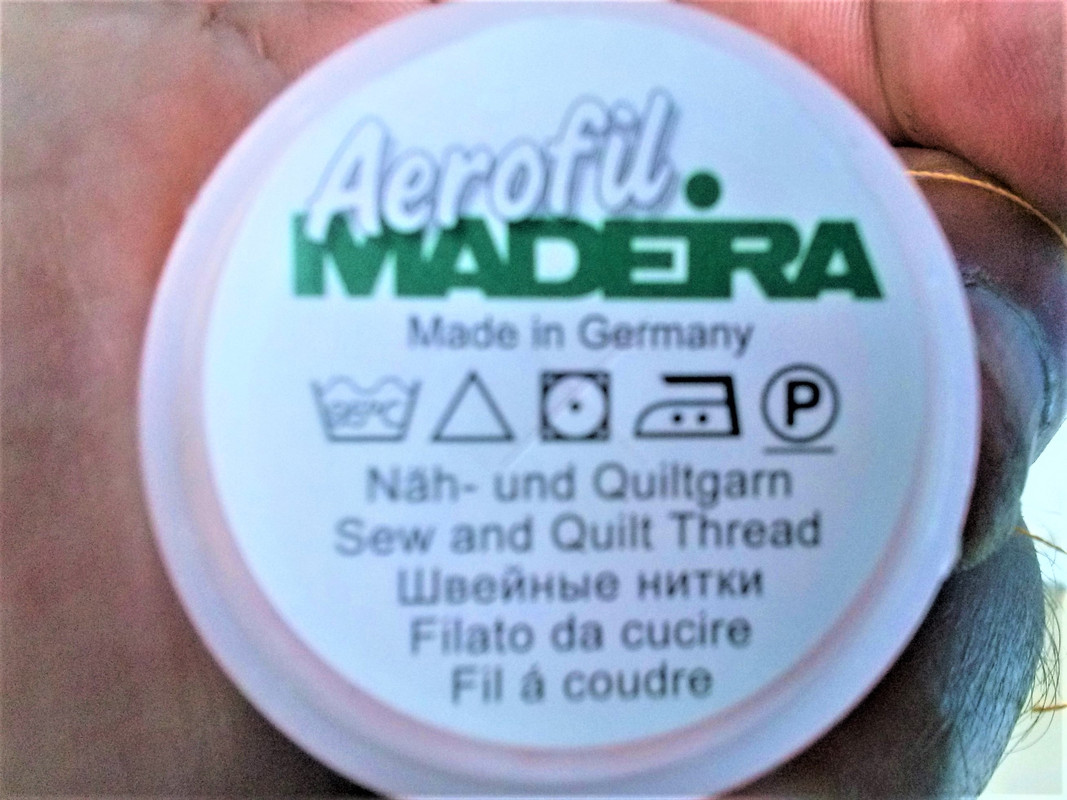 Aerofil
MADEIRA
Made in Germany
95°C P
Näh- und Quiltgarn
Sew and Quilt Thread
Швейные нитки
Filato da cucire
Fil á coudre